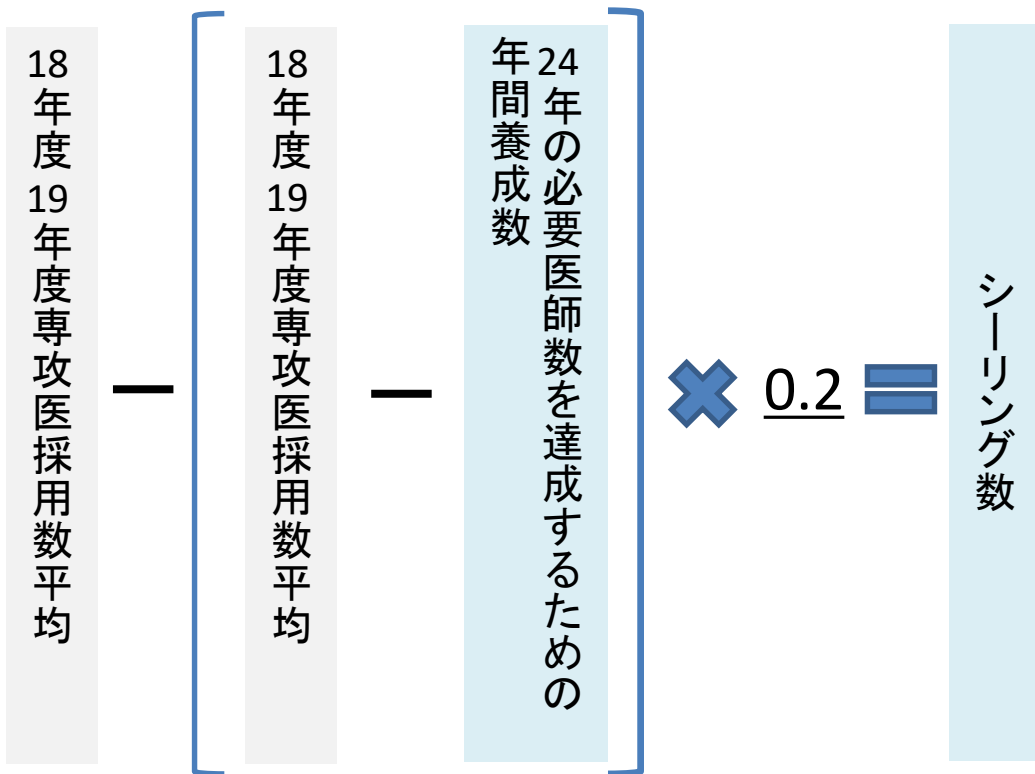 18年度19年度専攻医採用数平均
ー
18年度19年度専攻医採用数平均
ー
24年の必要医師数を達成するための
年間養成数
0.2
シーリング数